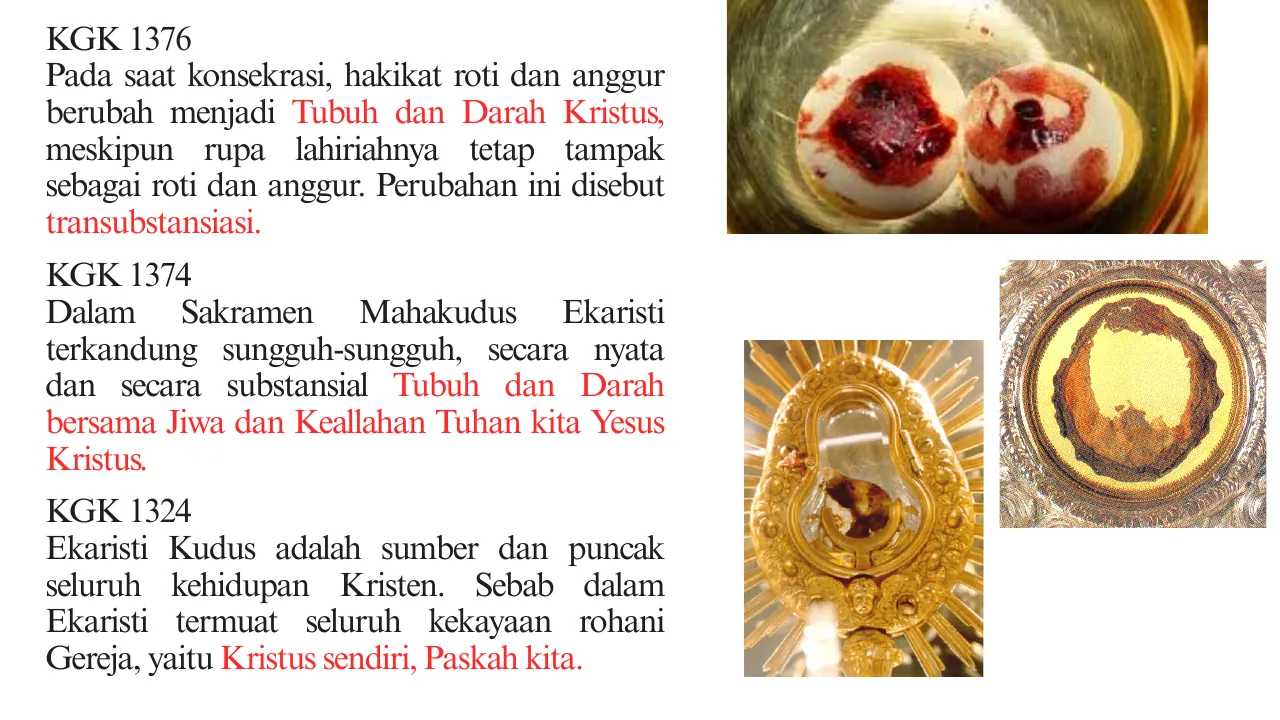 KGK 1376
Pada saat konsekrasi, hakikat roti dan anggur
berubah menjadi Tubuh dan Darah Kristus,
meskipun rupa lahiriahnya tetap tampak
sebagai roti dan anggur. Perubahan ini disebut
transubstansiasi.
KGK 1374
Dalam Sakramen Mahakudus Ekaristi
terkandung sungguh-sungguh, secara nyata
dan secara substansial Tubuh dan Darah
bersama Jiwa dan Keallahan Tuhan kita Yesus
Kristus.
KGK 1324
Ekaristi Kudus adalah sumber dan puncak
seluruh kehidupan Kristen. Sebab dalam
Ekaristi termuat seluruh kekayaan rohani
Gereja, yaitu Kristus sendiri, Paskah kita.